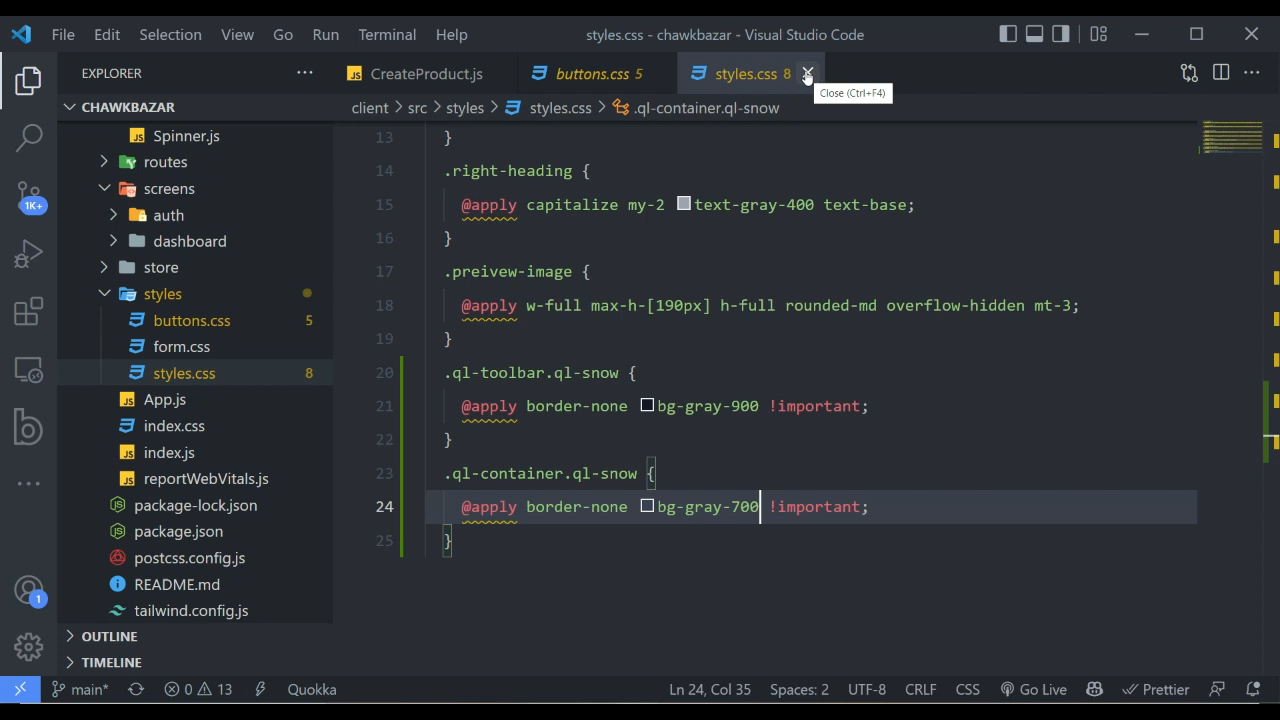 File Edit Selection View Go Run Terminal Help styles.css - chawkbazar - Visual Studio Code
EXPLORER
CreateProduct.js
buttons.css 5
styles.css 8
Close (Ctrl+F4)
CHAWKBAZAR
client > src > styles > styles.css > .ql-container.ql-snow
Spinner.js
routes
screens
auth
dashboard
store
styles
buttons.css 5
form.css
styles.css 8
App.js
index.css
index.js
reportWebVitals.js
package-lock.json
package.json
postcss.config.js
README.md
tailwind.config.js
OUTLINE
TIMELINE
1K+
1
13 }
14 .right-heading {
15 @apply capitalize my-2 text-gray-400 text-base;
16 }
17 .preivew-image {
18 @apply w-full max-h-[190px] h-full rounded-md overflow-hidden mt-3;
19 }
20 .ql-toolbar.ql-snow {
21 @apply border-none bg-gray-900 !important;
22 }
23 .ql-container.ql-snow {
24 @apply border-none bg-gray-700 !important;
25 }
main* 0 13 Quokka Ln 24, Col 35 Spaces: 2 UTF-8 CRLF CSS Go Live Prettier